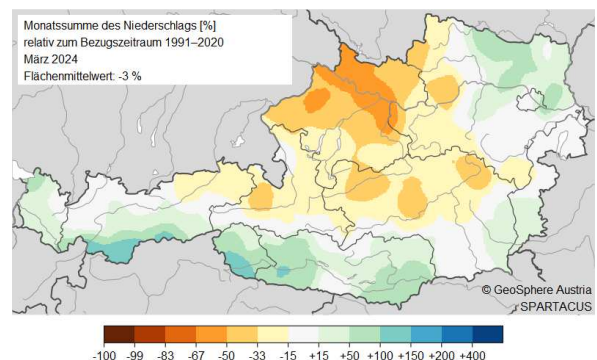 Monatssumme des Niederschlags [%]
relativ zum Bezugszeitraum 1991–2020
März 2024
Flächenmittelwert: -3 %
© GeoSphere Austria
SPARTACUS
-100 -99 -83 -67 -50 -33 -15 +15 +50 +100 +150 +200 +400